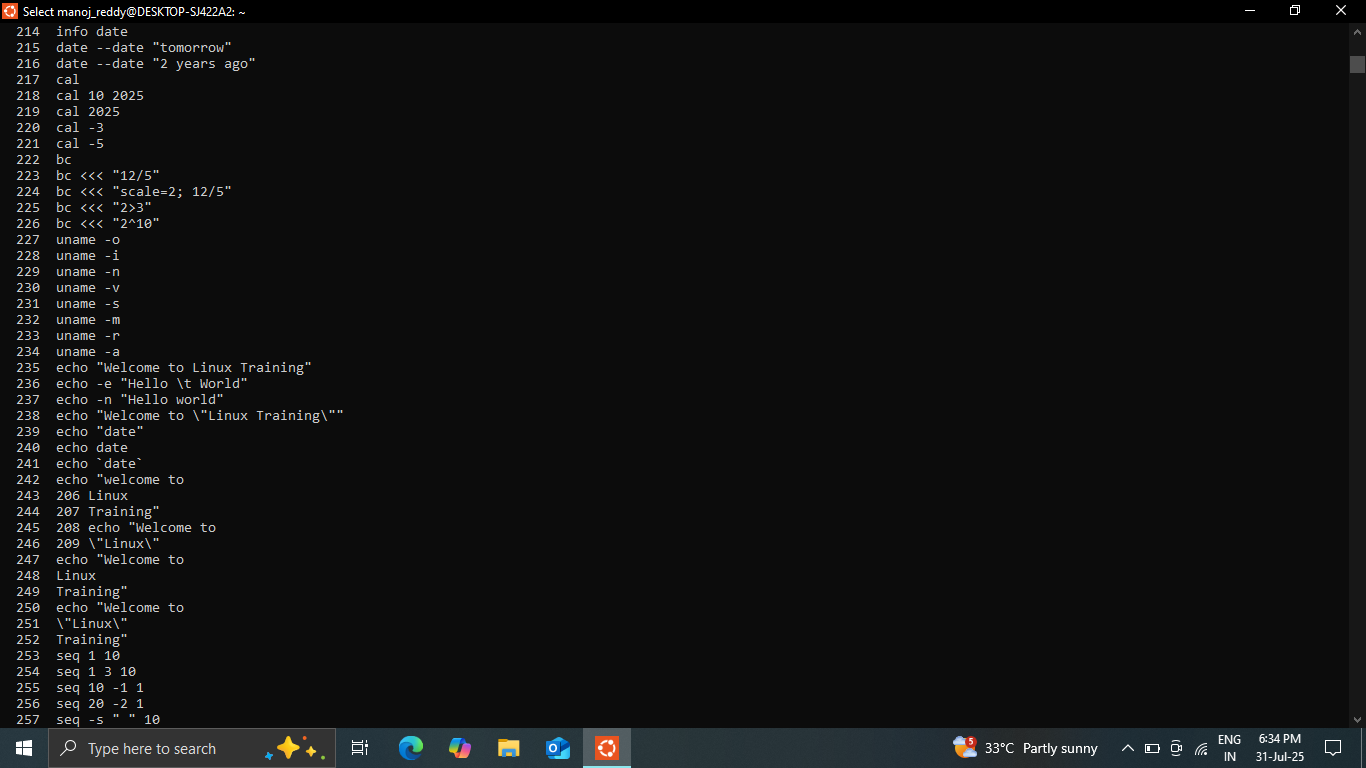 Select manoj_reddy@DESKTOP-SJ422A2: ~
214 info date
215 date --date "tomorrow"
216 date --date "2 years ago"
217 cal
218 cal 10 2025
219 cal 2025
220 cal -3
221 cal -5
222 bc
223 bc <<< "12/5"
224 bc <<< "scale=2; 12/5"
225 bc <<< "2>3"
226 bc <<< "2^10"
227 uname -o
228 uname -i
229 uname -n
230 uname -v
231 uname -s
232 uname -m
233 uname -r
234 uname -a
235 echo "Welcome to Linux Training"
236 echo -e "Hello \t World"
237 echo -n "Hello world"
238 echo "Welcome to \"Linux Training\""
239 echo "date"
240 echo date
241 echo `date`
242 echo "welcome to
243 206 Linux
244 207 Training"
245 208 echo "Welcome to
246 209 \"Linux\"
247 echo "Welcome to
248 Linux
249 Training"
250 echo "Welcome to
251 \"Linux\"
252 Training"
253 seq 1 10
254 seq 1 3 10
255 seq 10 -1 1
256 seq 20 -2 1
257 seq -s " " 10
Type here to search
5
33°C Partly sunny
ENG
IN
6:34 PM
31-Jul-25